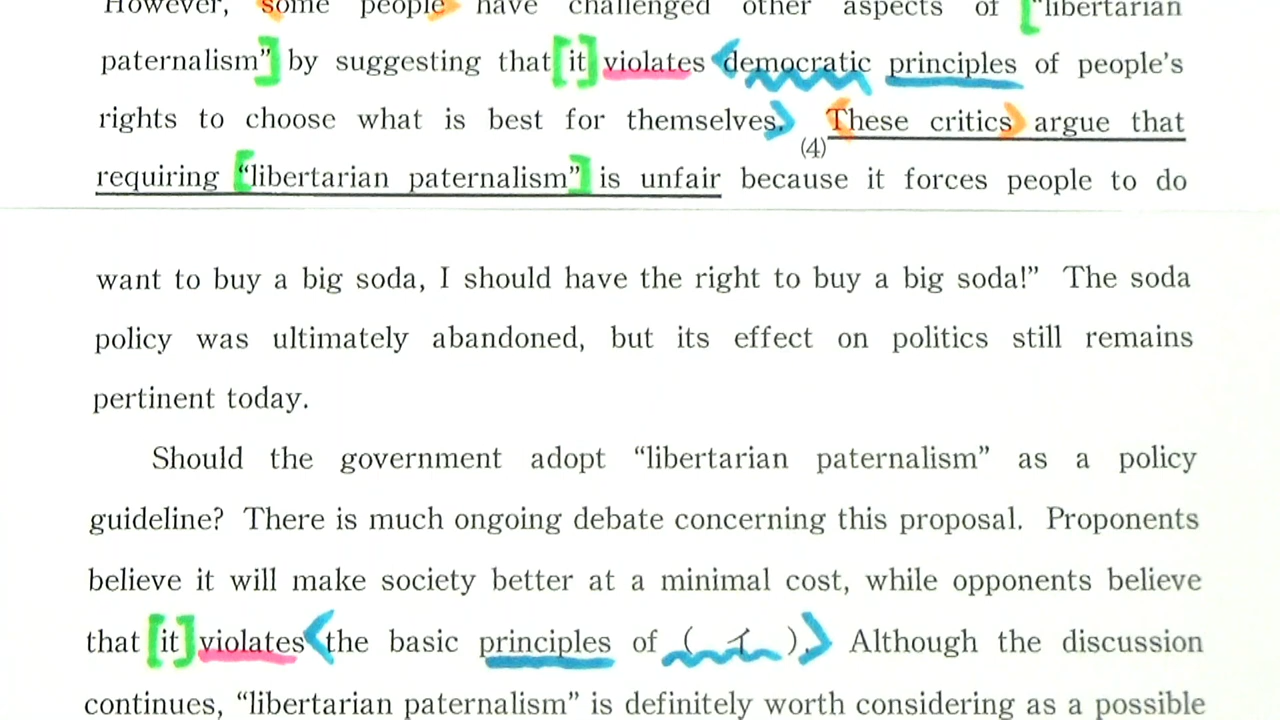 However, some people have challenged other aspects of “libertarian
paternalism” by suggesting that it violates democratic principles of people’s
rights to choose what is best for themselves. These critics argue that
(4)
requiring “libertarian paternalism” is unfair because it forces people to do
want to buy a big soda, I should have the right to buy a big soda!” The soda
policy was ultimately abandoned, but its effect on politics still remains
pertinent today.
Should the government adopt “libertarian paternalism” as a policy
guideline? There is much ongoing debate concerning this proposal. Proponents
believe it will make society better at a minimal cost, while opponents believe
that it violates the basic principles of ( イ ). Although the discussion
continues, “libertarian paternalism” is definitely worth considering as a possible